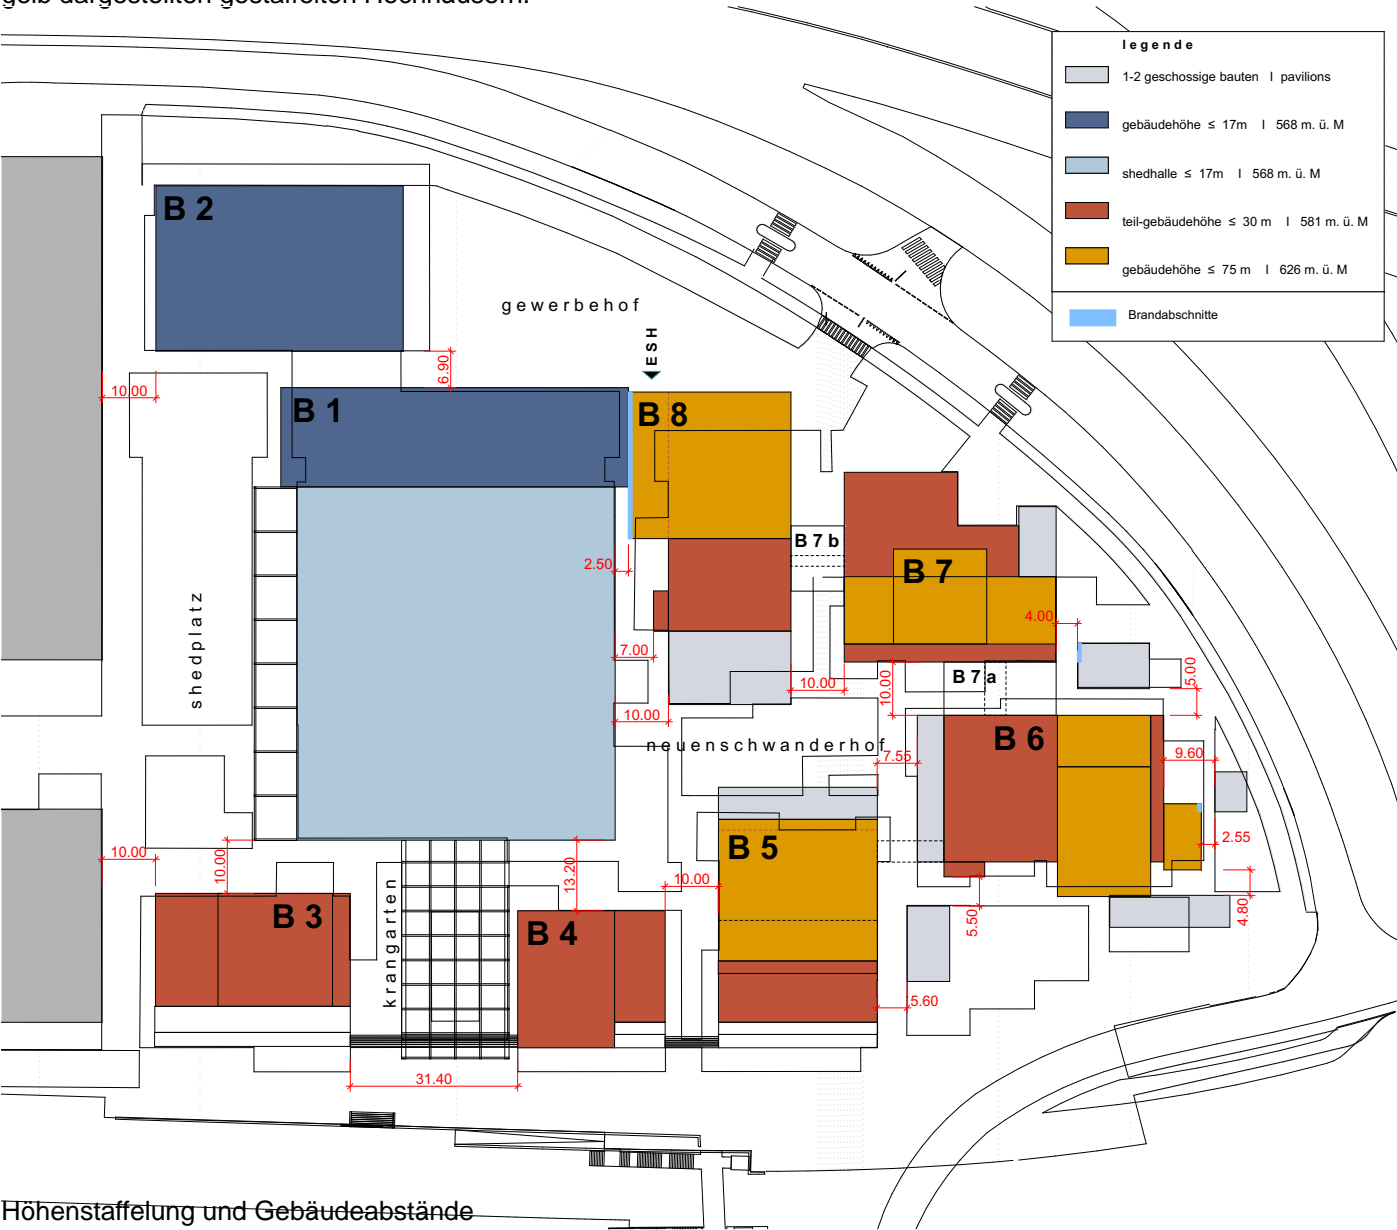 gelb dargestellten gestaffelten Hochhäusern.
legende
1-2 geschossige bauten I pavilions
gebäudehöhe ≤ 17m I 568 m. ü. M
shedhalle ≤ 17m I 568 m. ü. M
teil-gebäudehöhe ≤ 30 m I 581 m. ü. M
gebäudehöhe ≤ 75 m I 626 m. ü. M
Brandabschnitte
B 2
gewerbehof
ESH
6.90
10.00
B 1
B 8
B 7 b
2.50
B 7
shedplatz
4.00
7.00
5.00
B 7 a
10.00
10.00
10.00
neuenschwanderhof
B 6
7.55
9.60
2.55
B 5
10.00
10.00
13.20
10.00
krangarten
B 3
B 4
5.50
4.80
5.60
31.40
Höhenstaffelung und Gebäudeabstände